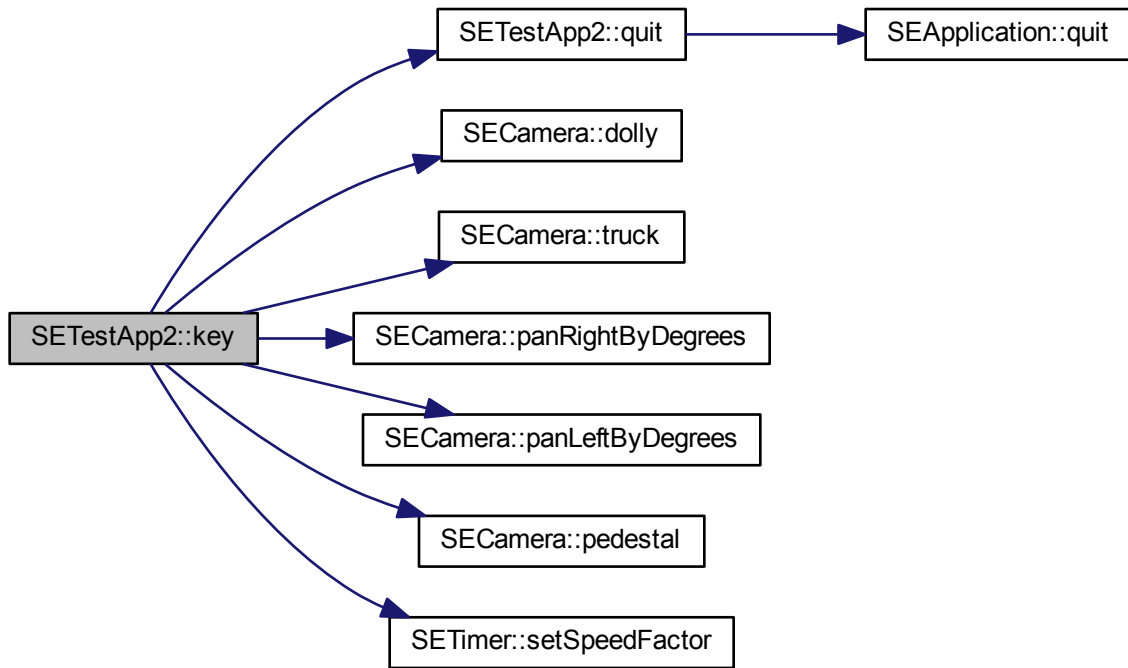 SETestApp2::quit
SEApplication::quit
SECamera::dolly
SECamera::truck
SETestApp2::key
SECamera::panRightByDegrees
SECamera::panLeftByDegrees
SECamera::pedestal
SETimer::setSpeedFactor